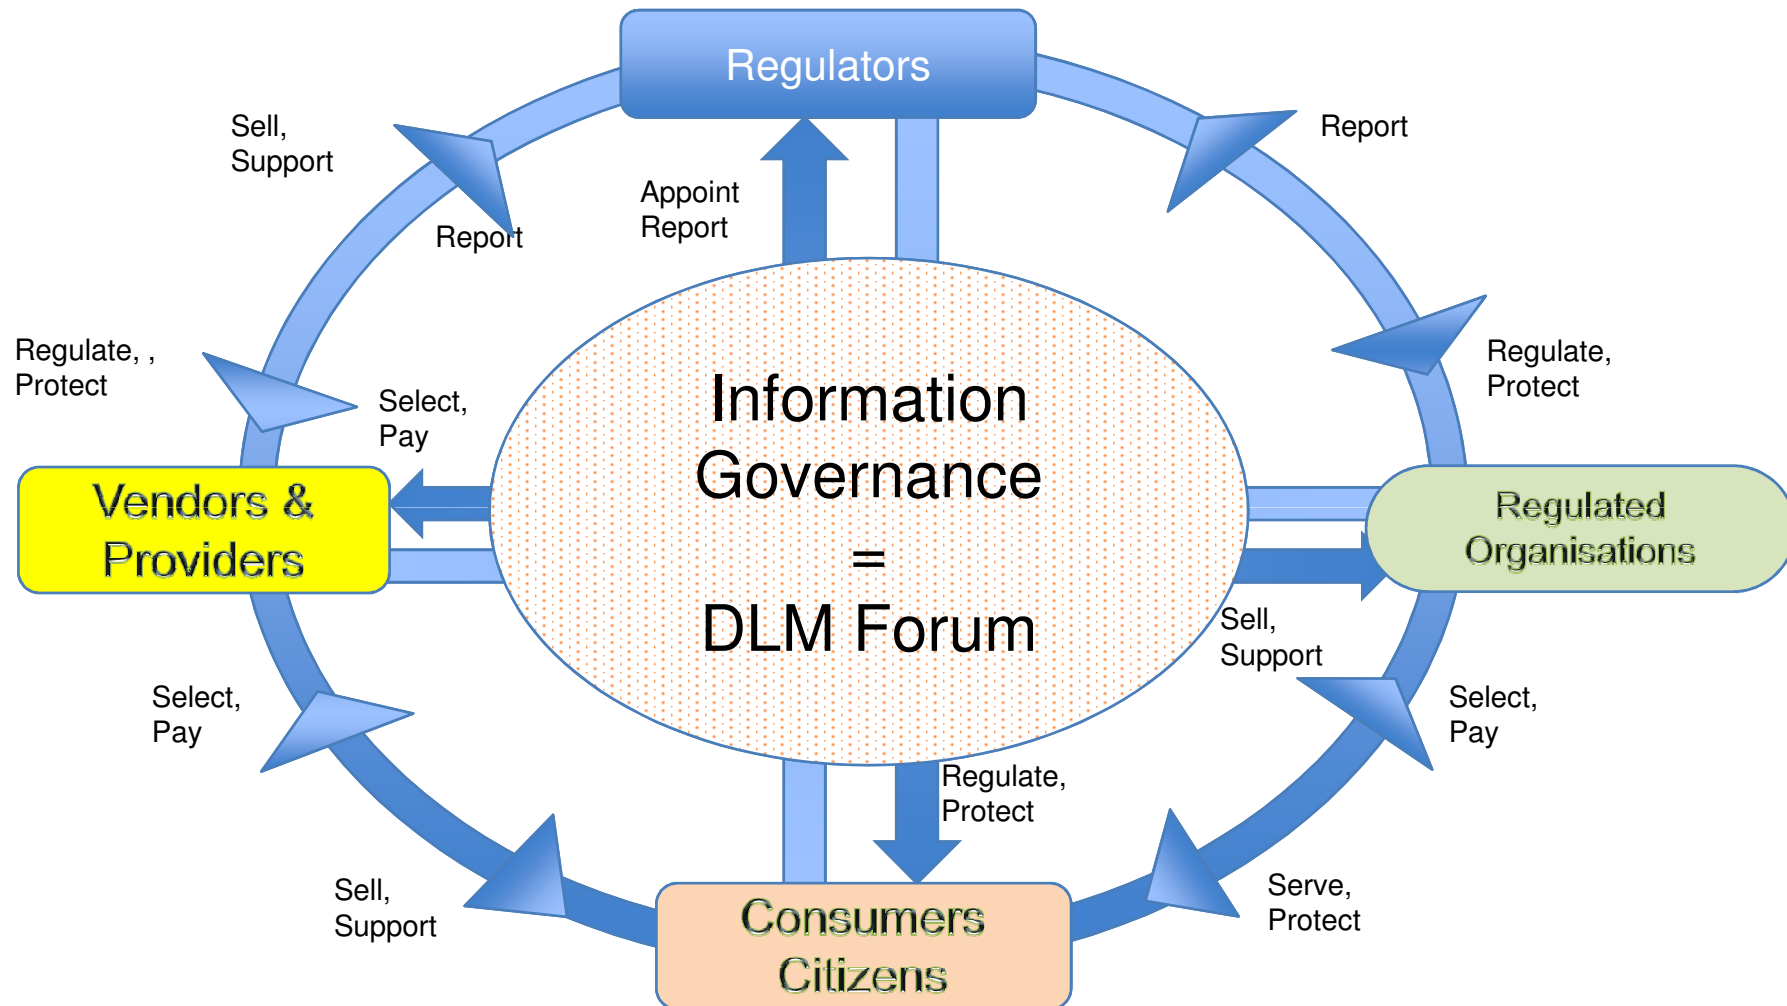 Regulators
Sell,
Support
Report
Appoint
Report
Report
Regulate, ,
Protect
Select,
Pay
Regulate,
Protect
Information
Governance
=
DLM Forum
Vendors &
Providers
Regulated
Organisations
Sell,
Support
Select,
Pay
Select,
Pay
Regulate,
Protect
Sell,
Support
Serve,
Protect
Consumers
Citizens